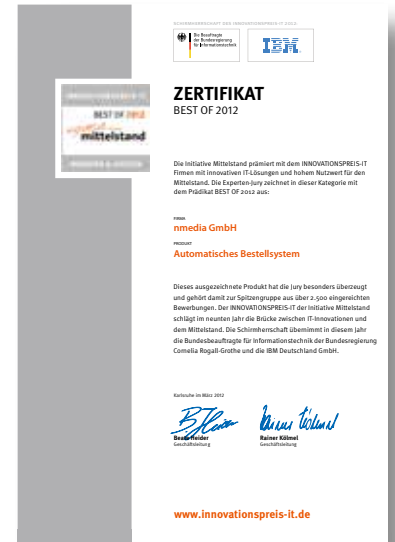 SCHIRMHERRSCHAFT DES INNOVATIONSPREIS-IT 2012
Die Beauftragte
der Bundesregierung
für Informationstechnik
IBM
ZERTIFIKAT
BEST OF 2012
BEST OF 2012
mittelstand
Die Initiative Mittelstand prämiert mit dem INNOVATIONSPREIS-IT
Firmen mit innovativen IT-Lösungen und hohem Nutzwert für den
Mittelstand. Die Experten-Jury zeichnet in dieser Kategorie mit
dem Prädikat BEST OF 2012 aus:
FIRMA
nmedia GmbH
PRODUKT
Automatisches Bestellsystem
Dieses ausgezeichnete Produkt hat die Jury besonders überzeugt
und gehört damit zur Spitzengruppe aus über 2.500 eingereichten
Bewerbungen. Der INNOVATIONSPREIS-IT der Initiative Mittelstand
schlägt im neunten Jahr die Brücke zwischen IT-Innovationen und
dem Mittelstand. Die Schirmherrschaft übernimmt in diesem Jahr
die Bundesbeauftragte für Informationstechnik der Bundesregierung
Cornelia Rogall-Grothe und die IBM Deutschland GmbH.
Karlsruhe im März 2012
Beate Heider
Geschäftsleitung
Rainer Kölmel
Geschäftsleitung
www.innovationspreis-it.de